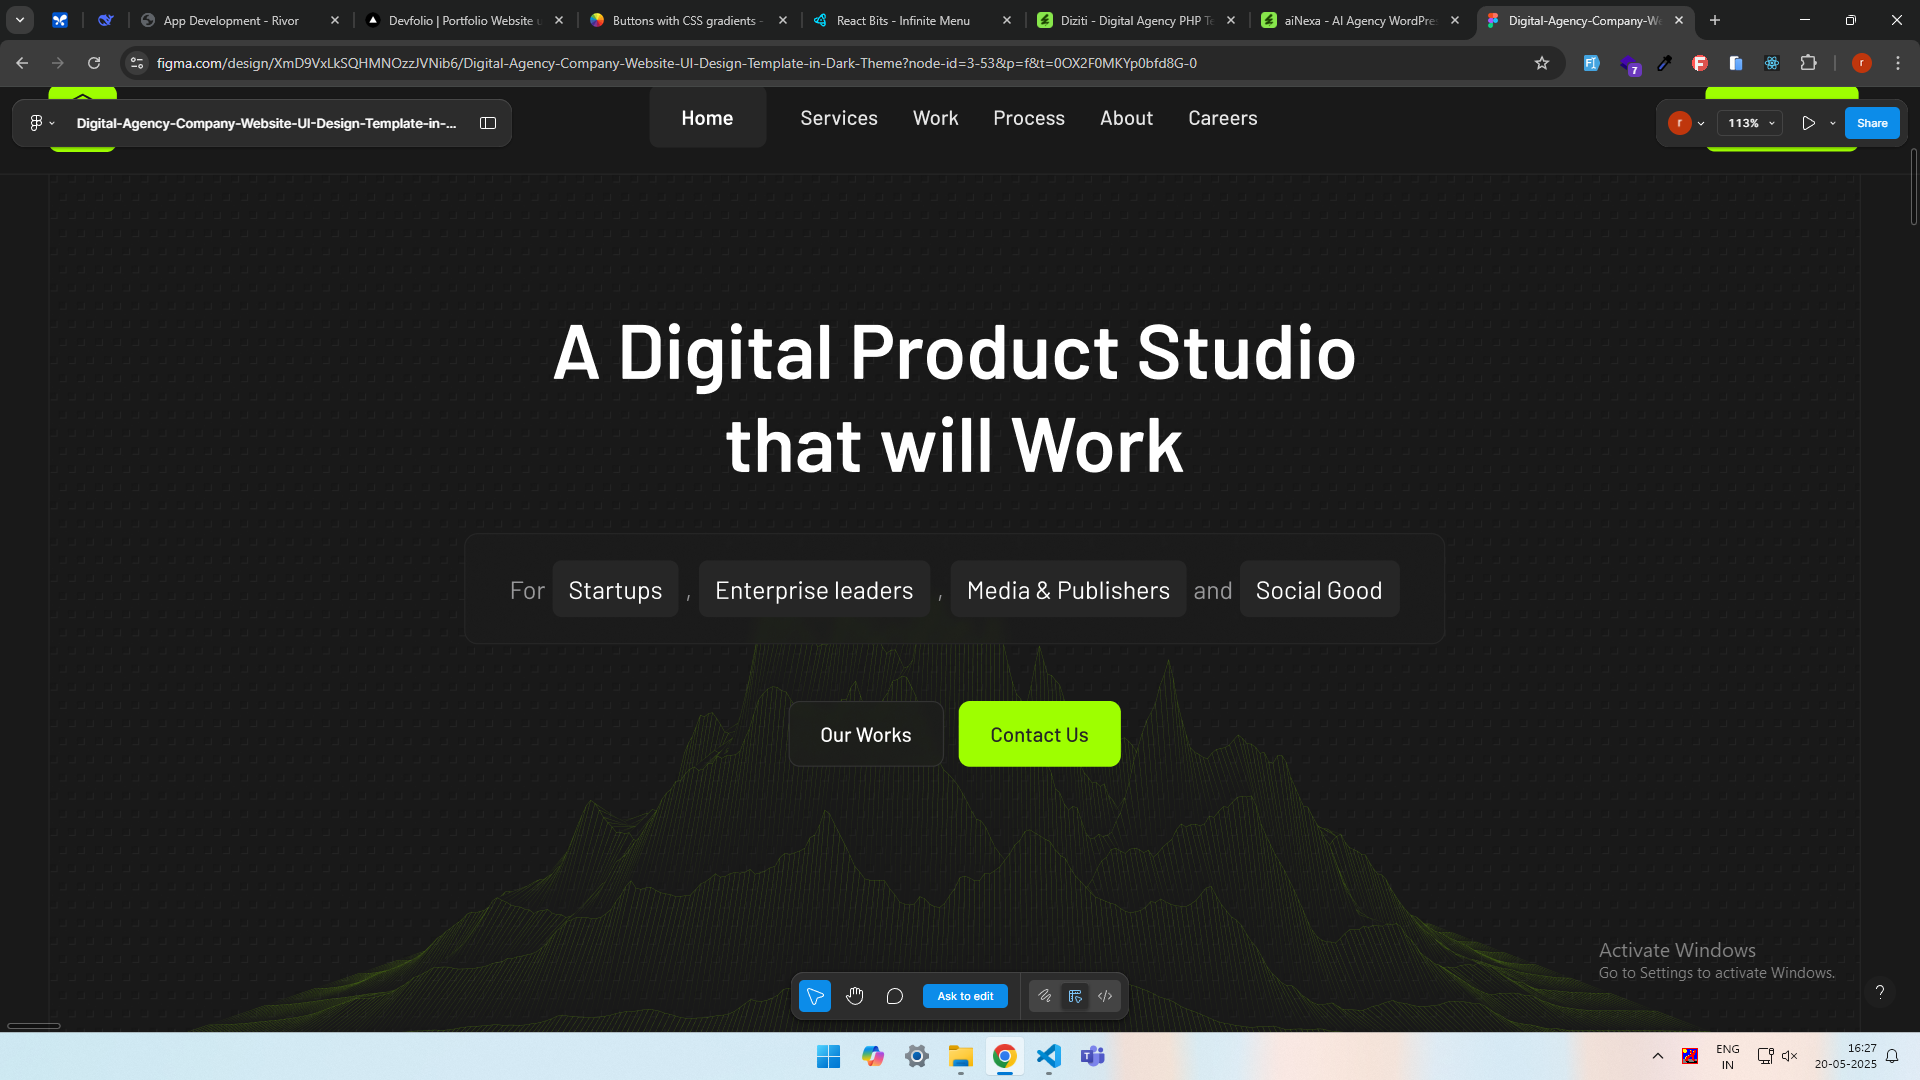 App Development - Rivor
Devfolio | Portfolio Website u
Buttons with CSS gradients -
React Bits - Infinite Menu
Diziti - Digital Agency PHP Te
aiNexa - AI Agency WordPres
Digital-Agency-Company-We
figma.com/design/XmD9VxLkSQHMNOzzJVNib6/Digital-Agency-Company-Website-UI-Design-Template-in-Dark-Theme?node-id=3-53&p=f&t=0OX2F0MKYp0bfd8G-0
7
r
Digital-Agency-Company-Website-UI-Design-Template-in-...
Home
Services
Work
Process
About
Careers
r
113%
Share
A Digital Product Studio
that will Work
For Startups , Enterprise leaders , Media & Publishers and Social Good
Our Works
Contact Us
Activate Windows
Go to Settings to activate Windows.
Ask to edit
?
ENG
IN
16:27
20-05-2025